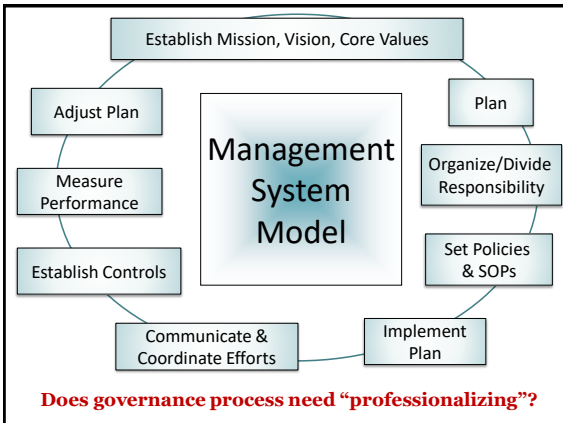 Establish Mission, Vision, Core Values
Plan
Organize/Divide
Responsibility
Set Policies
& SOPs
Implement
Plan
Communicate &
Coordinate Efforts
Establish Controls
Measure
Performance
Adjust Plan
Management
System
Model
Does governance process need “professionalizing”?